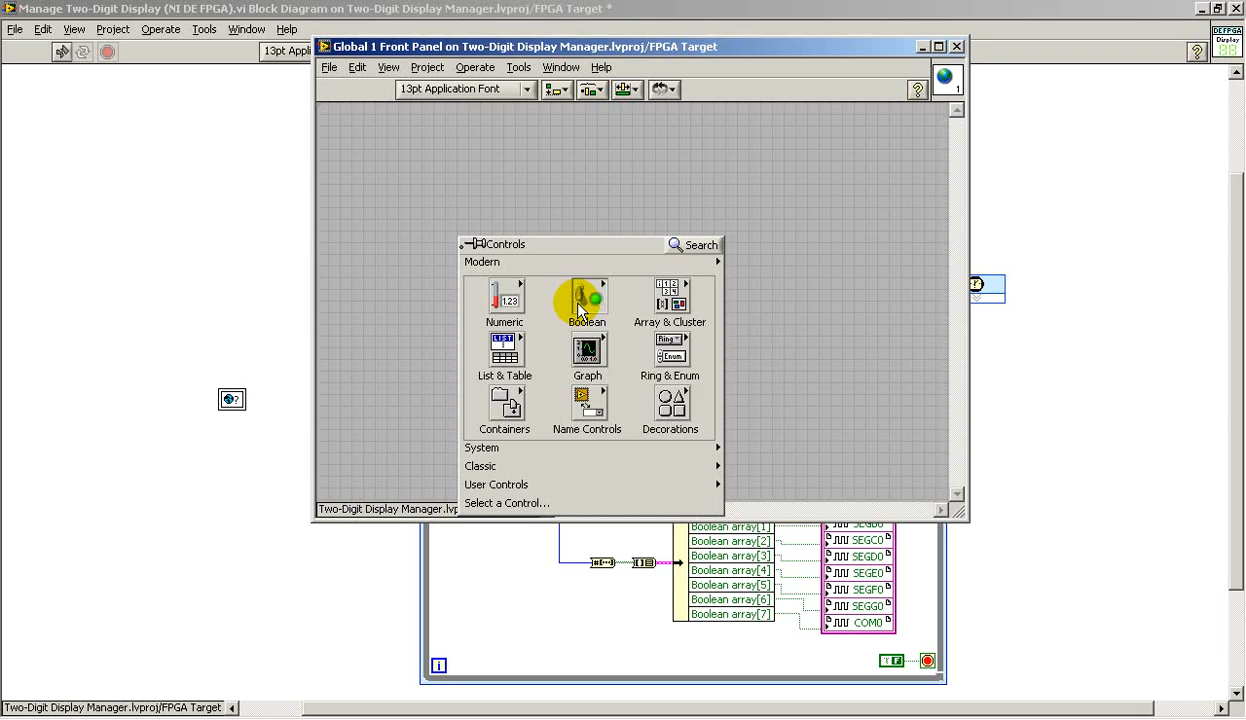 Manage Two-Digit Display (NI DE FPGA).vi Block Diagram on Two-Digit Display Manager.lvproj/FPGA Target *
File Edit View Project Operate Tools Window Help
13pt Appli
?
DE FPGA
Display
Global 1 Front Panel on Two-Digit Display Manager.lvproj/FPGA Target
File Edit View Project Operate Tools Window Help
13pt Application Font
?
1
Controls
Search
Modern
Numeric
Boolean
Array & Cluster
List & Table
Graph
Ring & Enum
Containers
Name Controls
Decorations
System
Classic
User Controls
Select a Control...
Two-Digit Display Manager.lvp
?
Boolean array[1] SEGB0
Boolean array[2] SEGC0
Boolean array[3] SEGD0
Boolean array[4] SEGE0
Boolean array[5] SEGF0
Boolean array[6] SEGG0
Boolean array[7] COM0
i
F
Two-Digit Display Manager.lvproj/FPGA Target